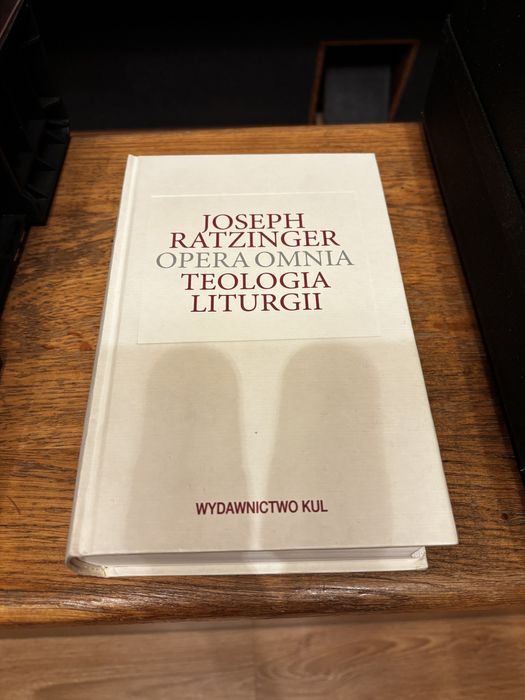 JOSEPH
RATZINGER
OPERA OMNIA
TEOLOGIA
LITURGII
WYDAWNICTWO KUL